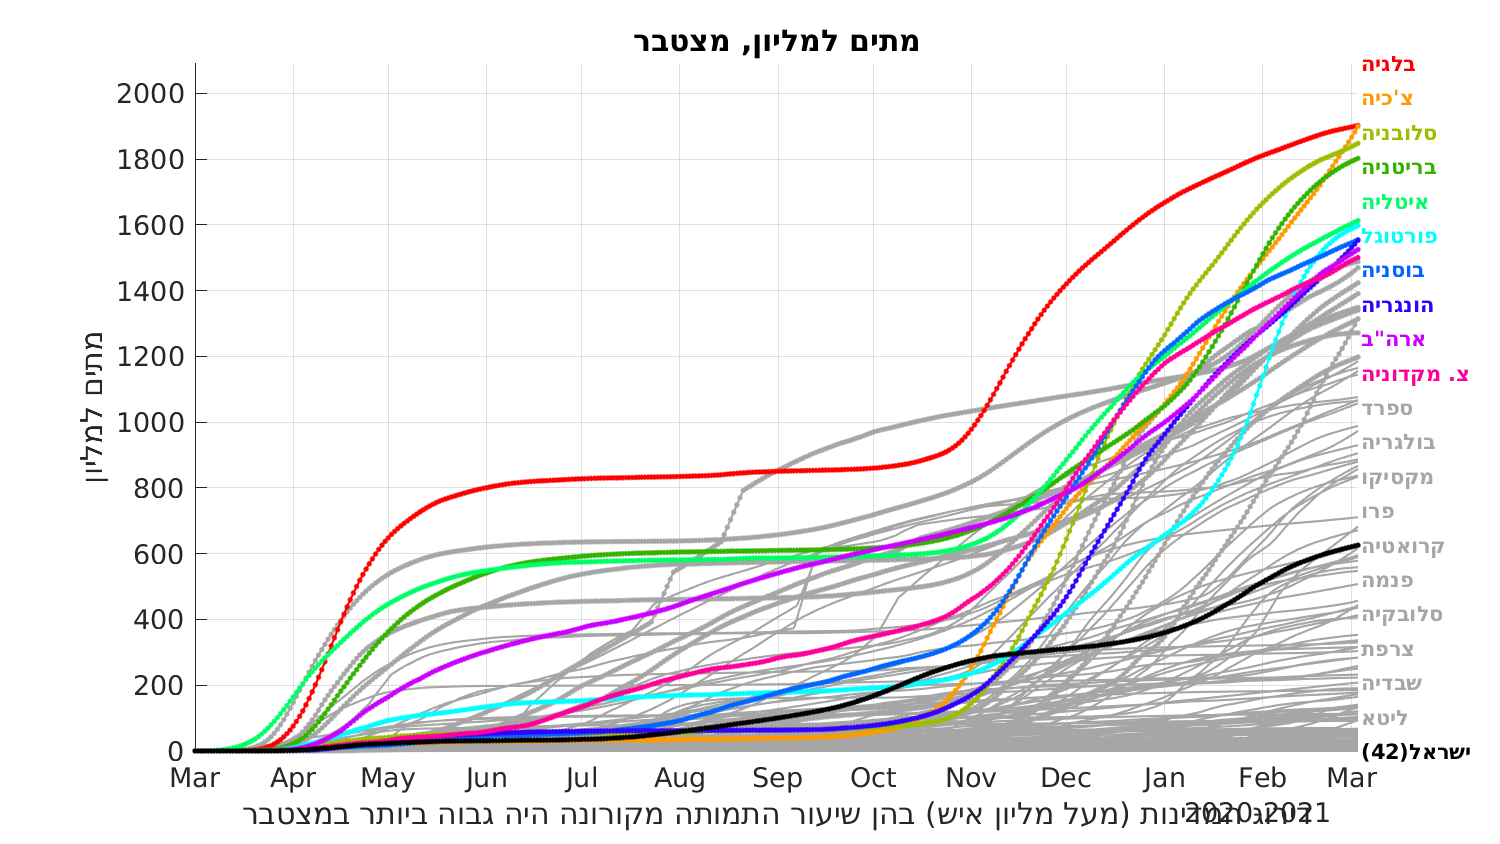 מתים למליון, מצטבר
מתים למליון
2000
1800
1600
1400
1200
1000
800
600
400
200
0
Mar Apr May Jun Jul Aug Sep Oct Nov Dec Jan Feb Mar
2020-2021
דירוג המדינות (מעל מליון איש) בהן שיעור התמותה מקורונה היה גבוה ביותר במצטבר
בלגיה
צ'כיה
סלובניה
בריטניה
איטליה
פורטוגל
בוסניה
הונגריה
ארה"ב
צ. מקדוניה
ספרד
בולגריה
מקסיקו
פרו
קרואטיה
פנמה
סלובקיה
צרפת
שבדיה
ליטא
ישראל(42)